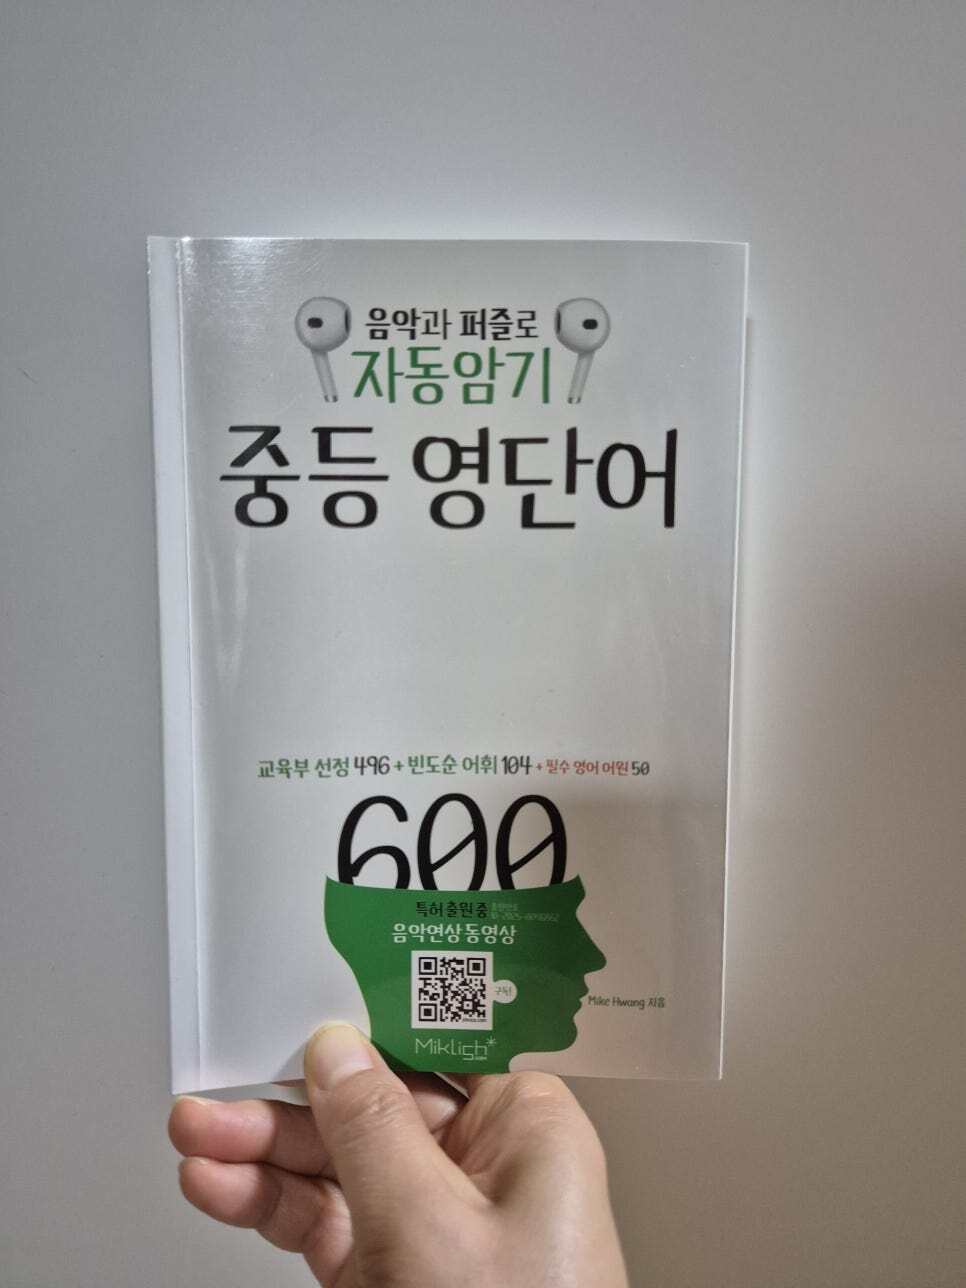 음악과 퍼즐로
자동암기
중등 영단어
교육부 선정 496 + 빈도순 어휘 104 + 필수 영어 어원 50
600
특허 출원 중
음악연상 동영상
구독!
Mike Hwang 지음
Miklish*